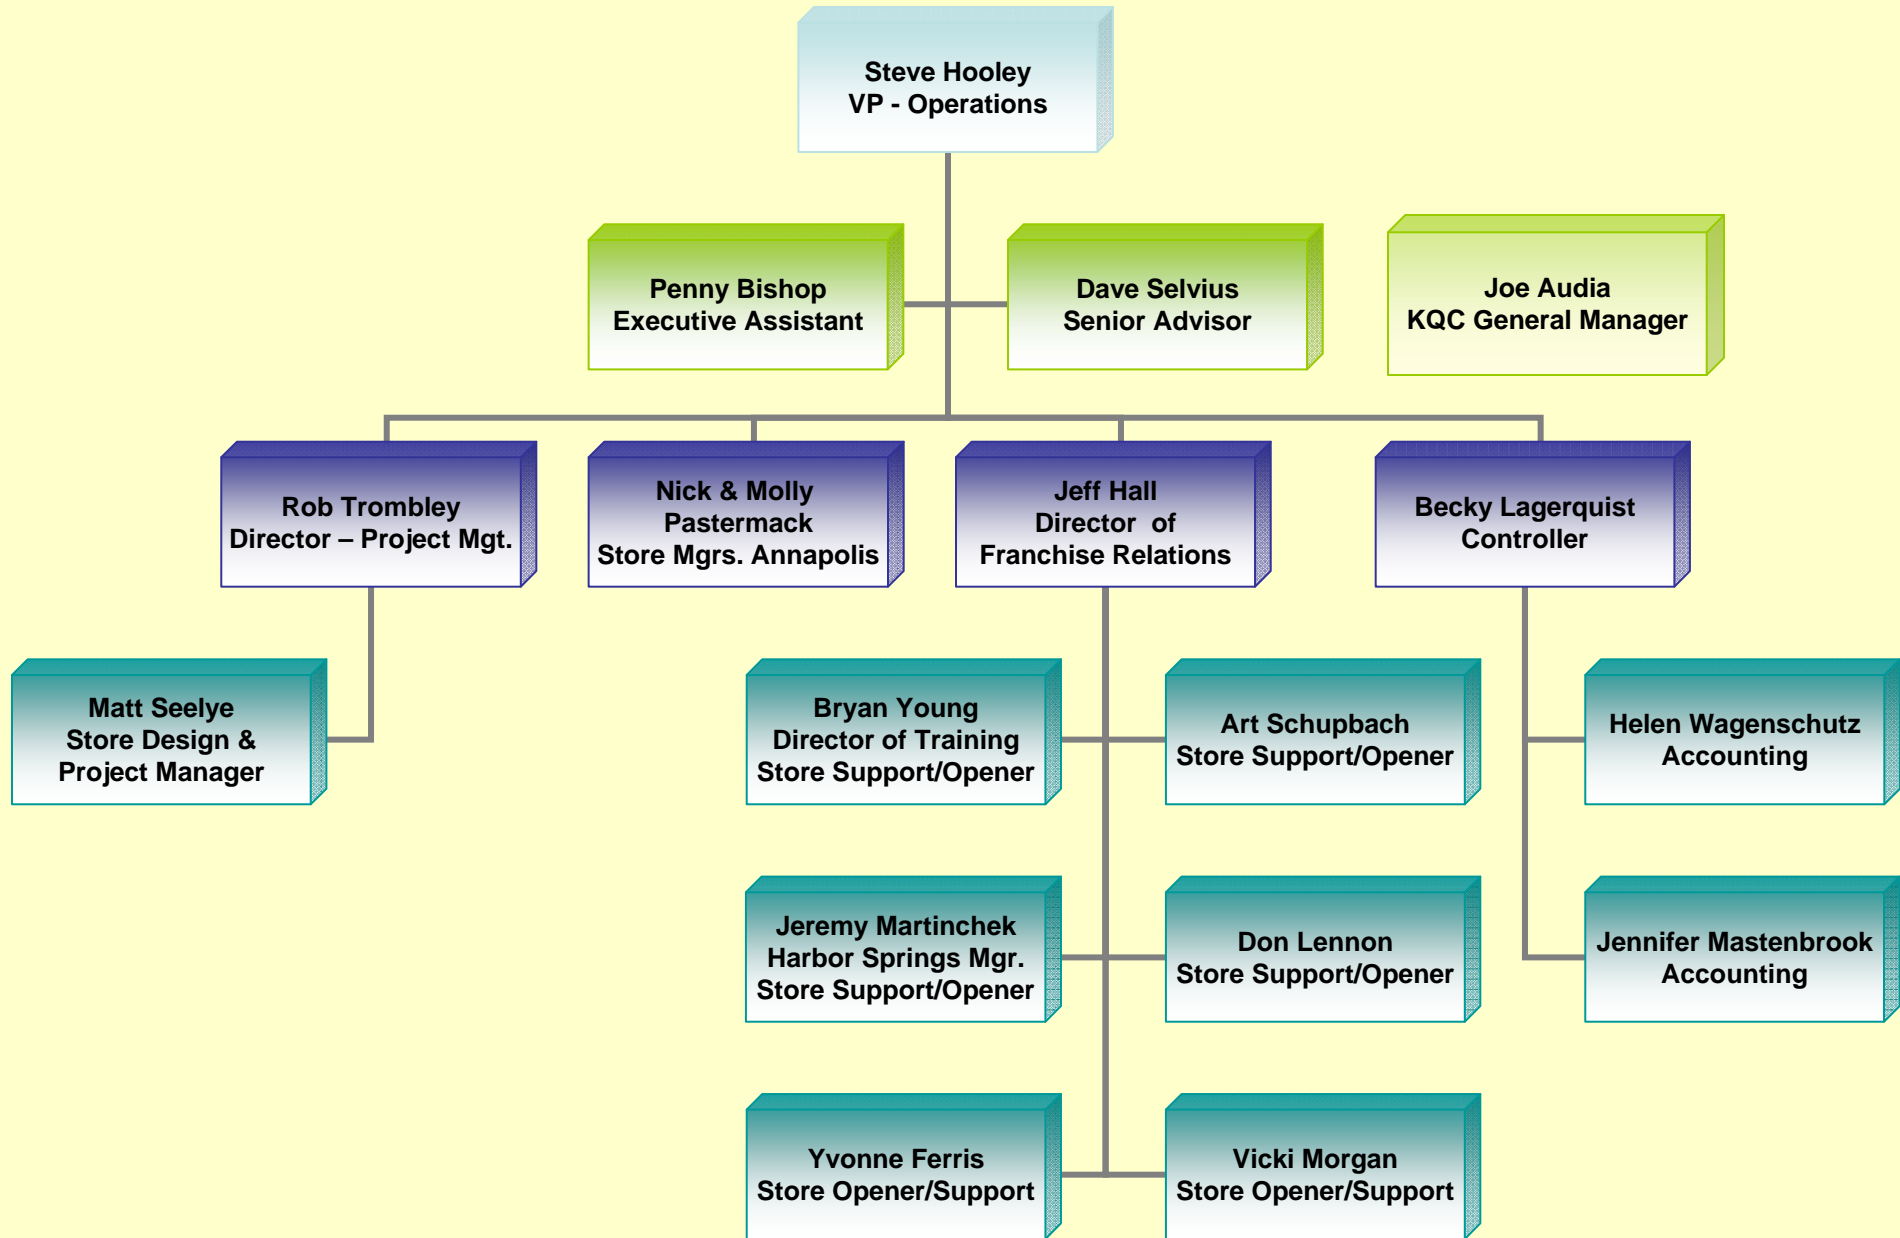 Steve Hooley
VP - Operations
Penny Bishop
Executive Assistant
Dave Selvius
Senior Advisor
Joe Audia
KQC General Manager
Rob Trombley
Director – Project Mgt.
Nick & Molly
Pastermack
Store Mgrs. Annapolis
Jeff Hall
Director of
Franchise Relations
Becky Lagerquist
Controller
Matt Seelye
Store Design &
Project Manager
Bryan Young
Director of Training
Store Support/Opener
Art Schupbach
Store Support/Opener
Helen Wagenschutz
Accounting
Jeremy Martinchek
Harbor Springs Mgr.
Store Support/Opener
Don Lennon
Store Support/Opener
Jennifer Mastenbrook
Accounting
Yvonne Ferris
Store Opener/Support
Vicki Morgan
Store Opener/Support